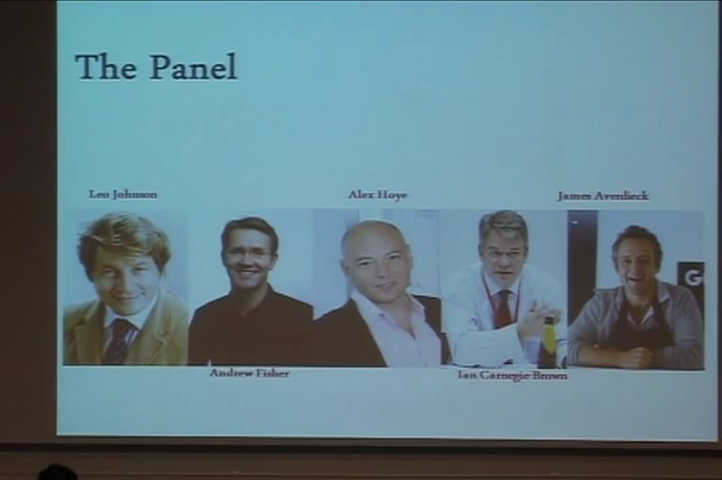 The Panel
Leo Johnson
Alex Hoye
James Averdieck
G
Andrew Fisher
Ian Carnegie Brown